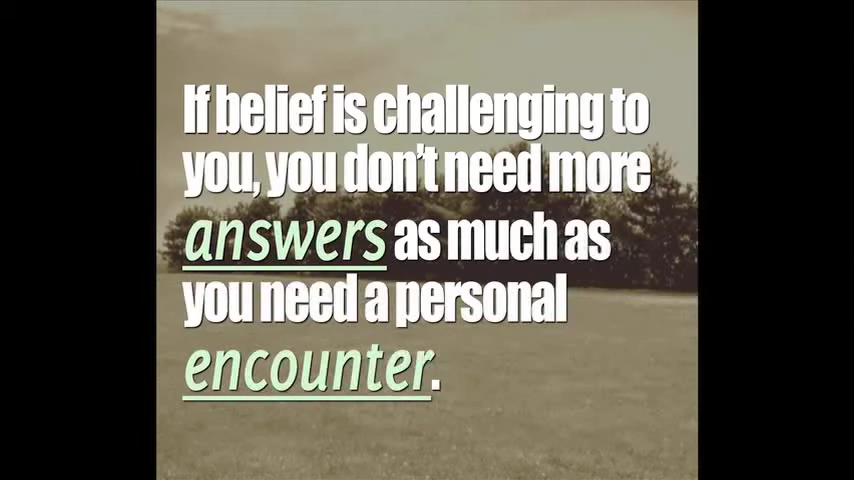 If belief is challenging to
you, you don't need more
answers as much as
you need a personal
encounter.